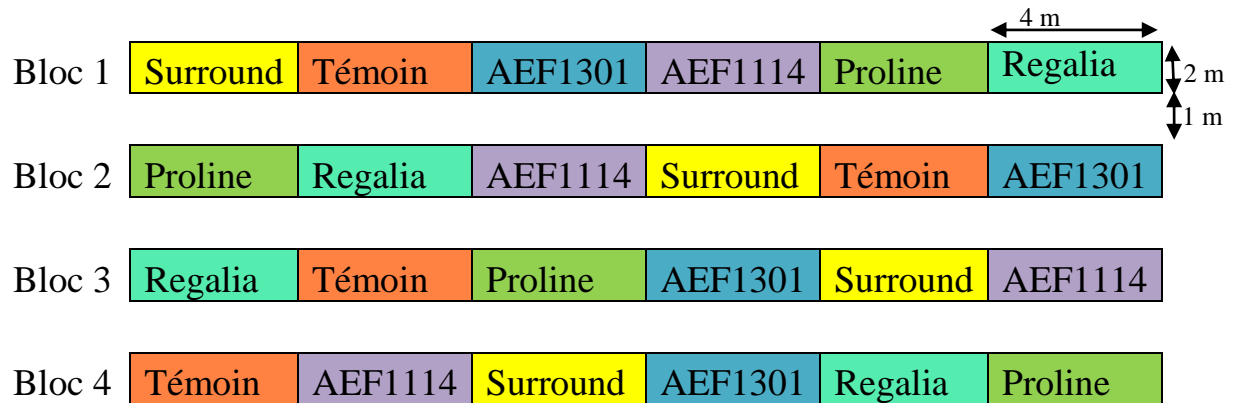 4 m
Bloc 1 Surround Témoin AEF1301 AEF1114 Proline Regalia 2 m
1 m
Bloc 2 Proline Regalia AEF1114 Surround Témoin AEF1301
Bloc 3 Regalia Témoin Proline AEF1301 Surround AEF1114
Bloc 4 Témoin AEF1114 Surround AEF1301 Regalia Proline